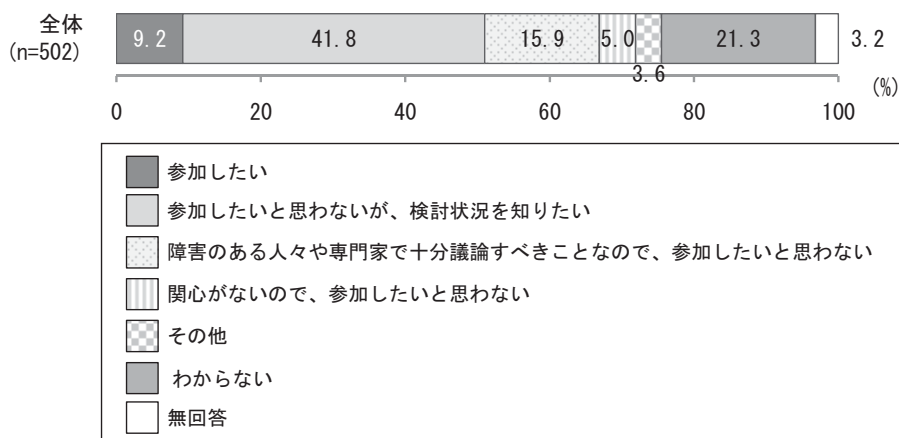 全体
(n=502)
9.2 41.8 15.9 5.0 3.6 21.3 3.2
(%)
0 20 40 60 80 100
参加したい
参加したいと思わないが、検討状況を知りたい
障害のある人々や専門家で十分議論すべきことなので、参加したいと思わない
関心がないので、参加したいと思わない
その他
わからない
無回答